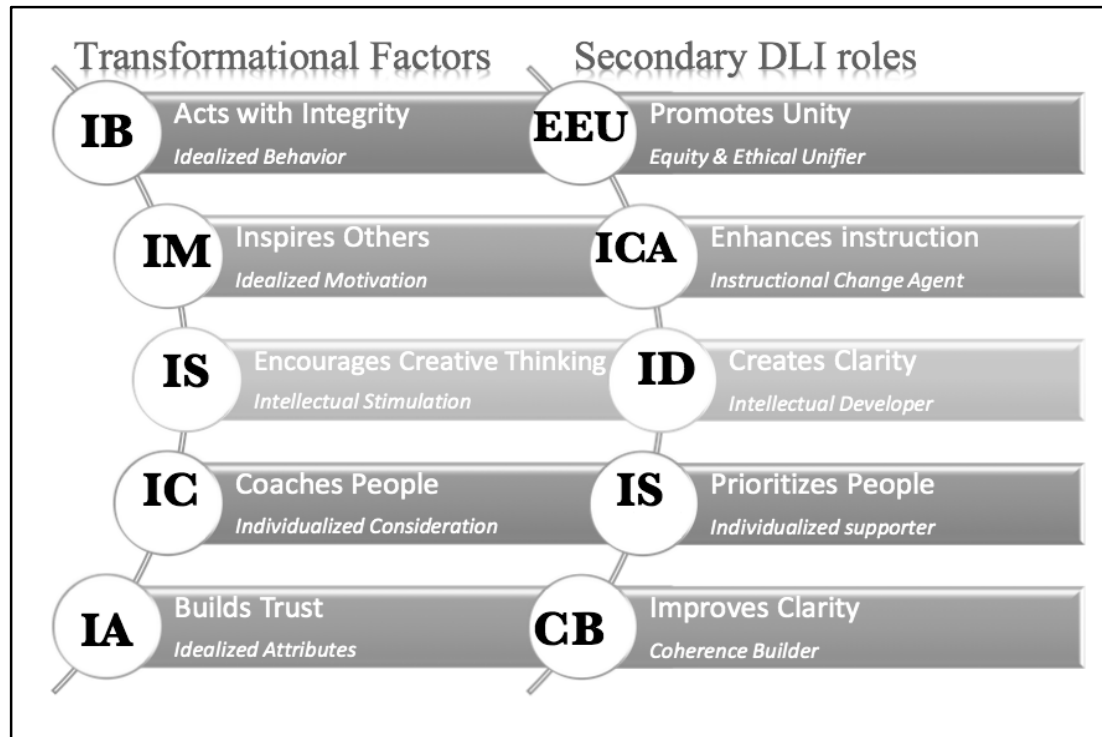 Transformational Factors
Secondary DLI roles
IB
Acts with Integrity
Idealized Behavior
EEU
Promotes Unity
Equity & Ethical Unifier
IM
Inspires Others
Idealized Motivation
ICA
Enhances instruction
Instructional Change Agent
IS
Encourages Creative Thinking
Intellectual Stimulation
ID
Creates Clarity
Intellectual Developer
IC
Coaches People
Individualized Consideration
IS
Prioritizes People
Individualized supporter
IA
Builds Trust
Idealized Attributes
CB
Improves Clarity
Coherence Builder